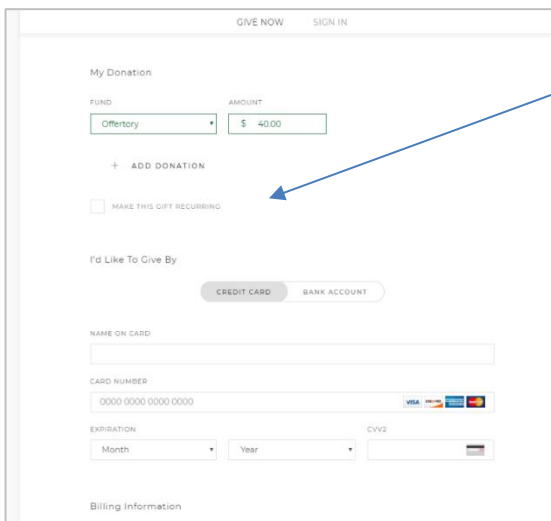 GIVE NOW SIGN IN
My Donation
FUND AMOUNT
Offertory $ 40.00
+ ADD DONATION
MAKE THIS GIFT RECURRING
I'd Like To Give By
CREDIT CARD BANK ACCOUNT
NAME ON CARD
CARD NUMBER
0000 0000 0000 0000 VISA
EXPIRATION CVV2
Month Year
Billing Information